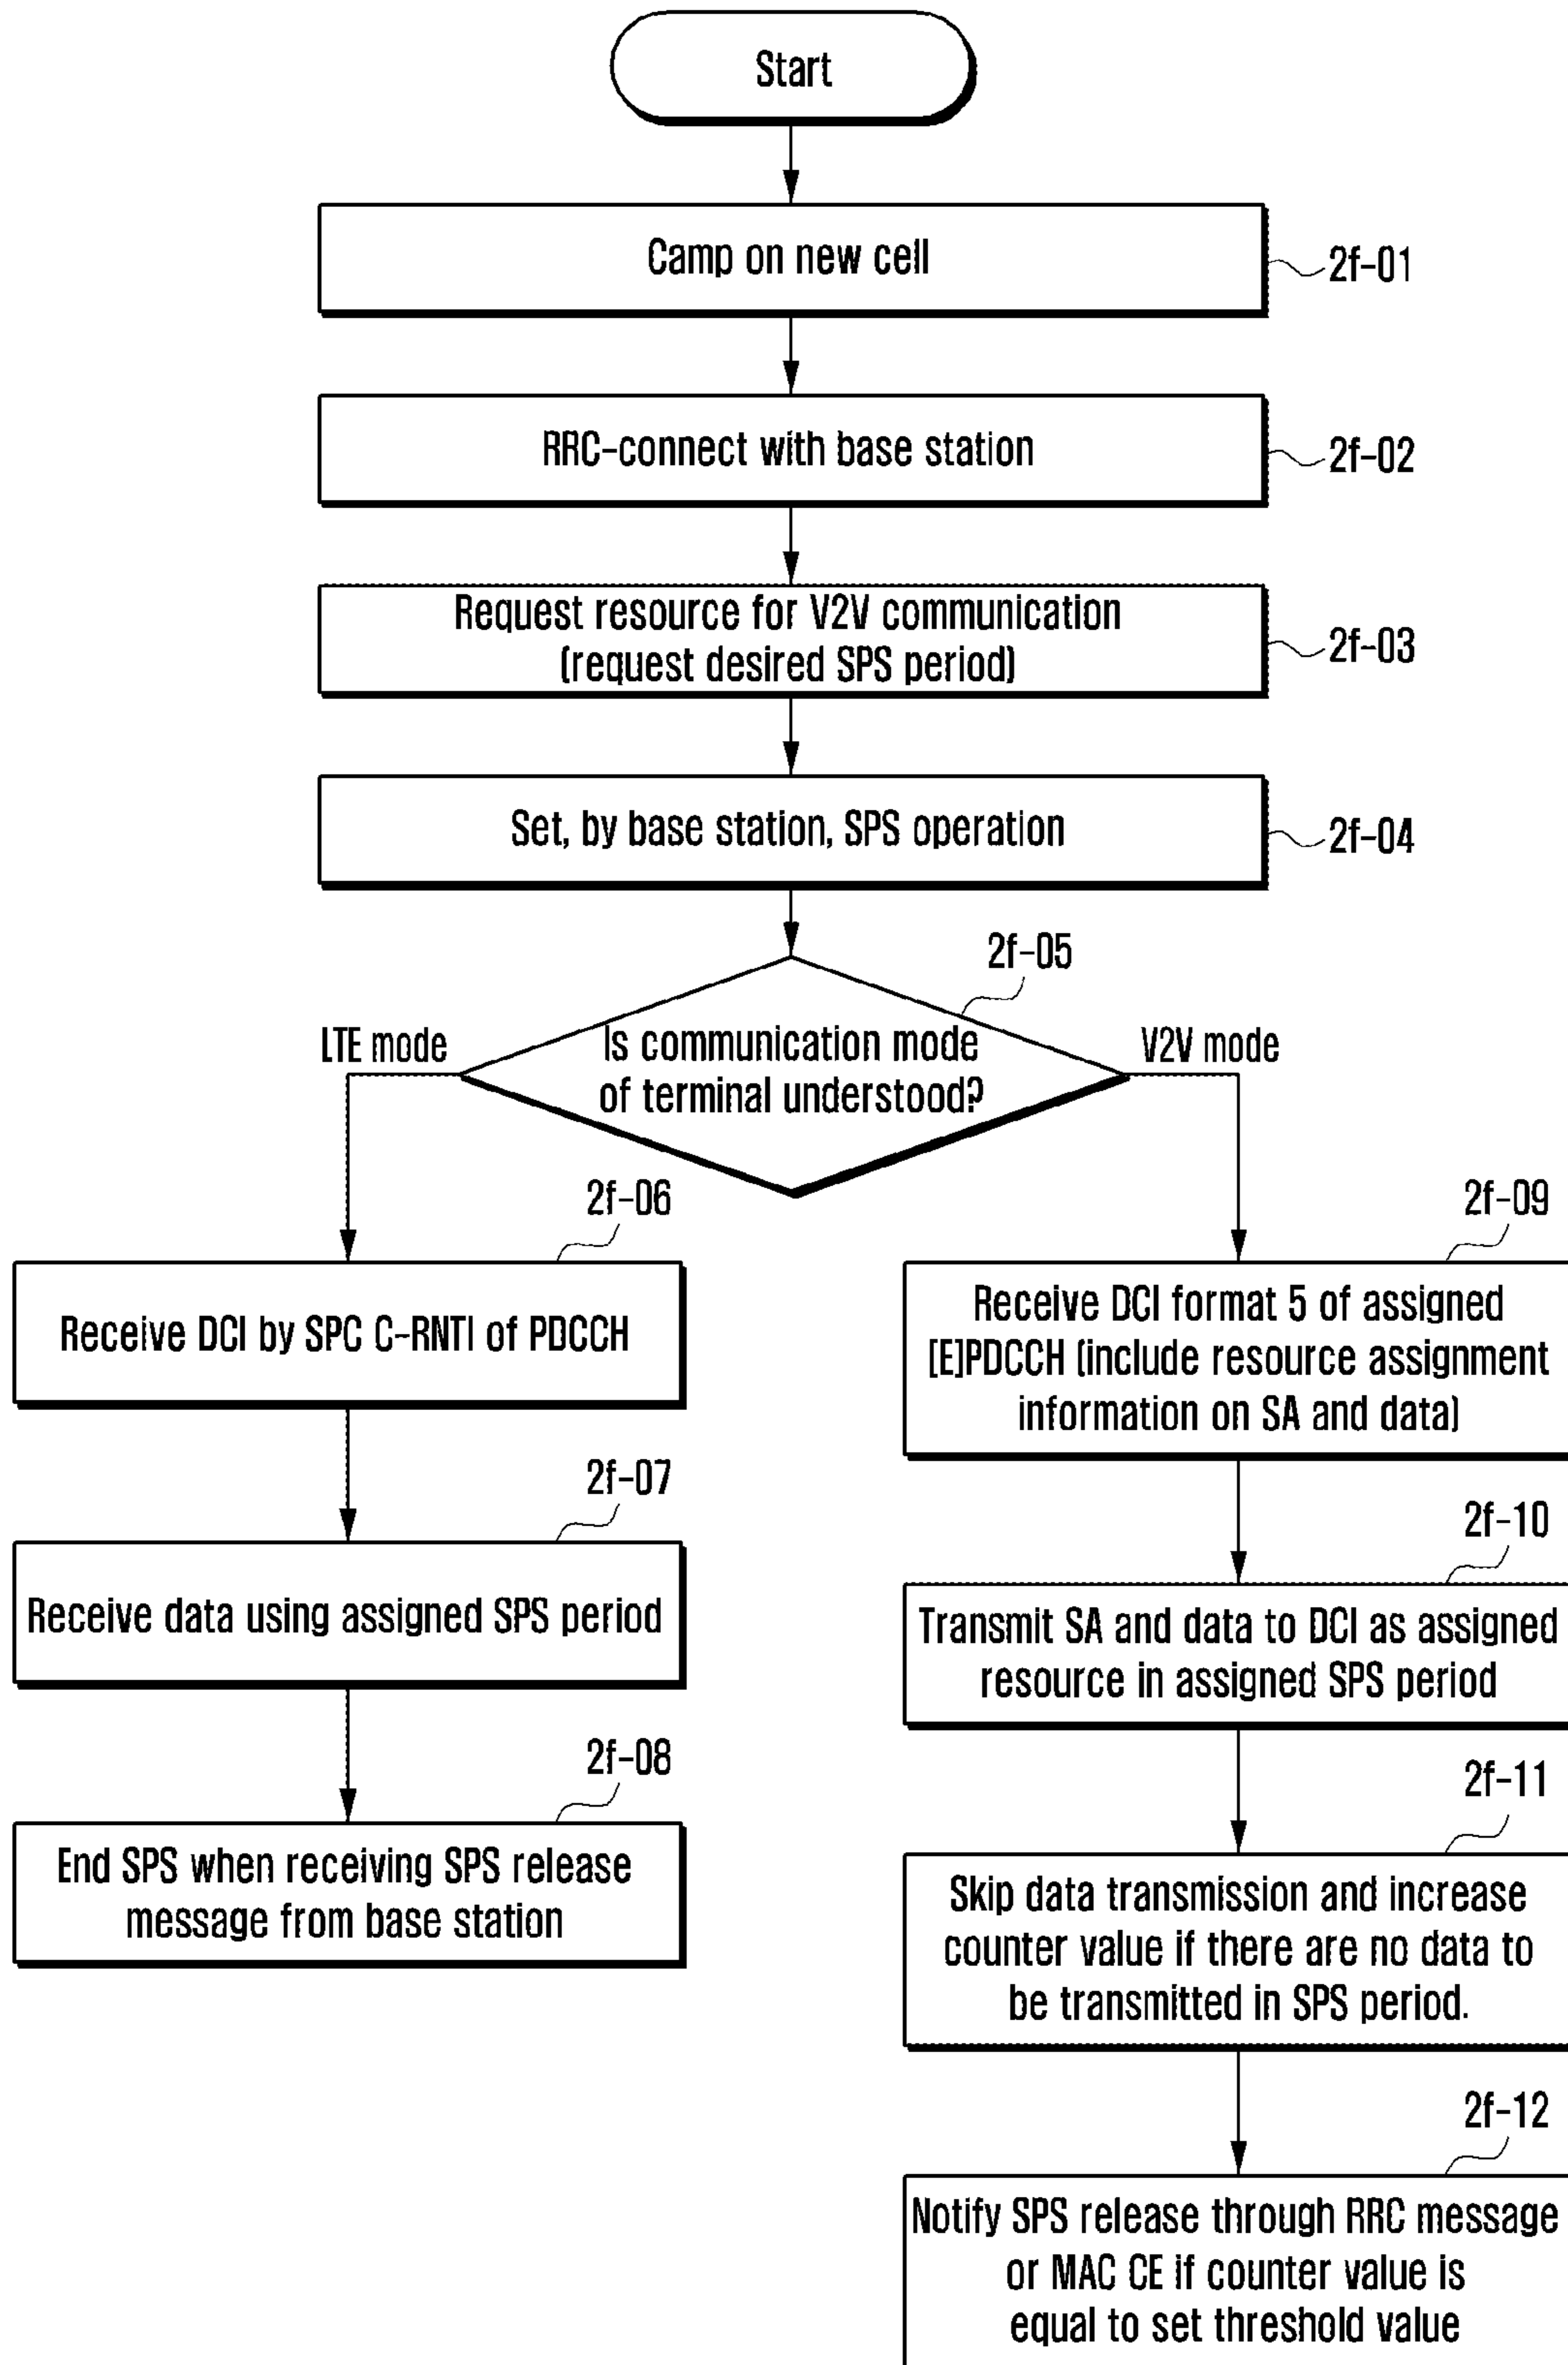 Start
Camp on new cell
2f-01
RRC-connect with base station
2f-02
Request resource for V2V communication
(request desired SPS period)
2f-03
Set, by base station, SPS operation
2f-04
2f-05
LTE mode
Is communication mode
of terminal understood?
V2V mode
2f-06
Receive DCI by SPC C-RNTI of PDCCH
2f-07
Receive data using assigned SPS period
2f-08
End SPS when receiving SPS release
message from base station
2f-09
Receive DCI format 5 of assigned
[E]PDCCH (include resource assignment
information on SA and data)
2f-10
Transmit SA and data to DCI as assigned
resource in assigned SPS period
2f-11
Skip data transmission and increase
counter value if there are no data to
be transmitted in SPS period.
2f-12
Notify SPS release through RRC message
or MAC CE if counter value is
equal to set threshold value